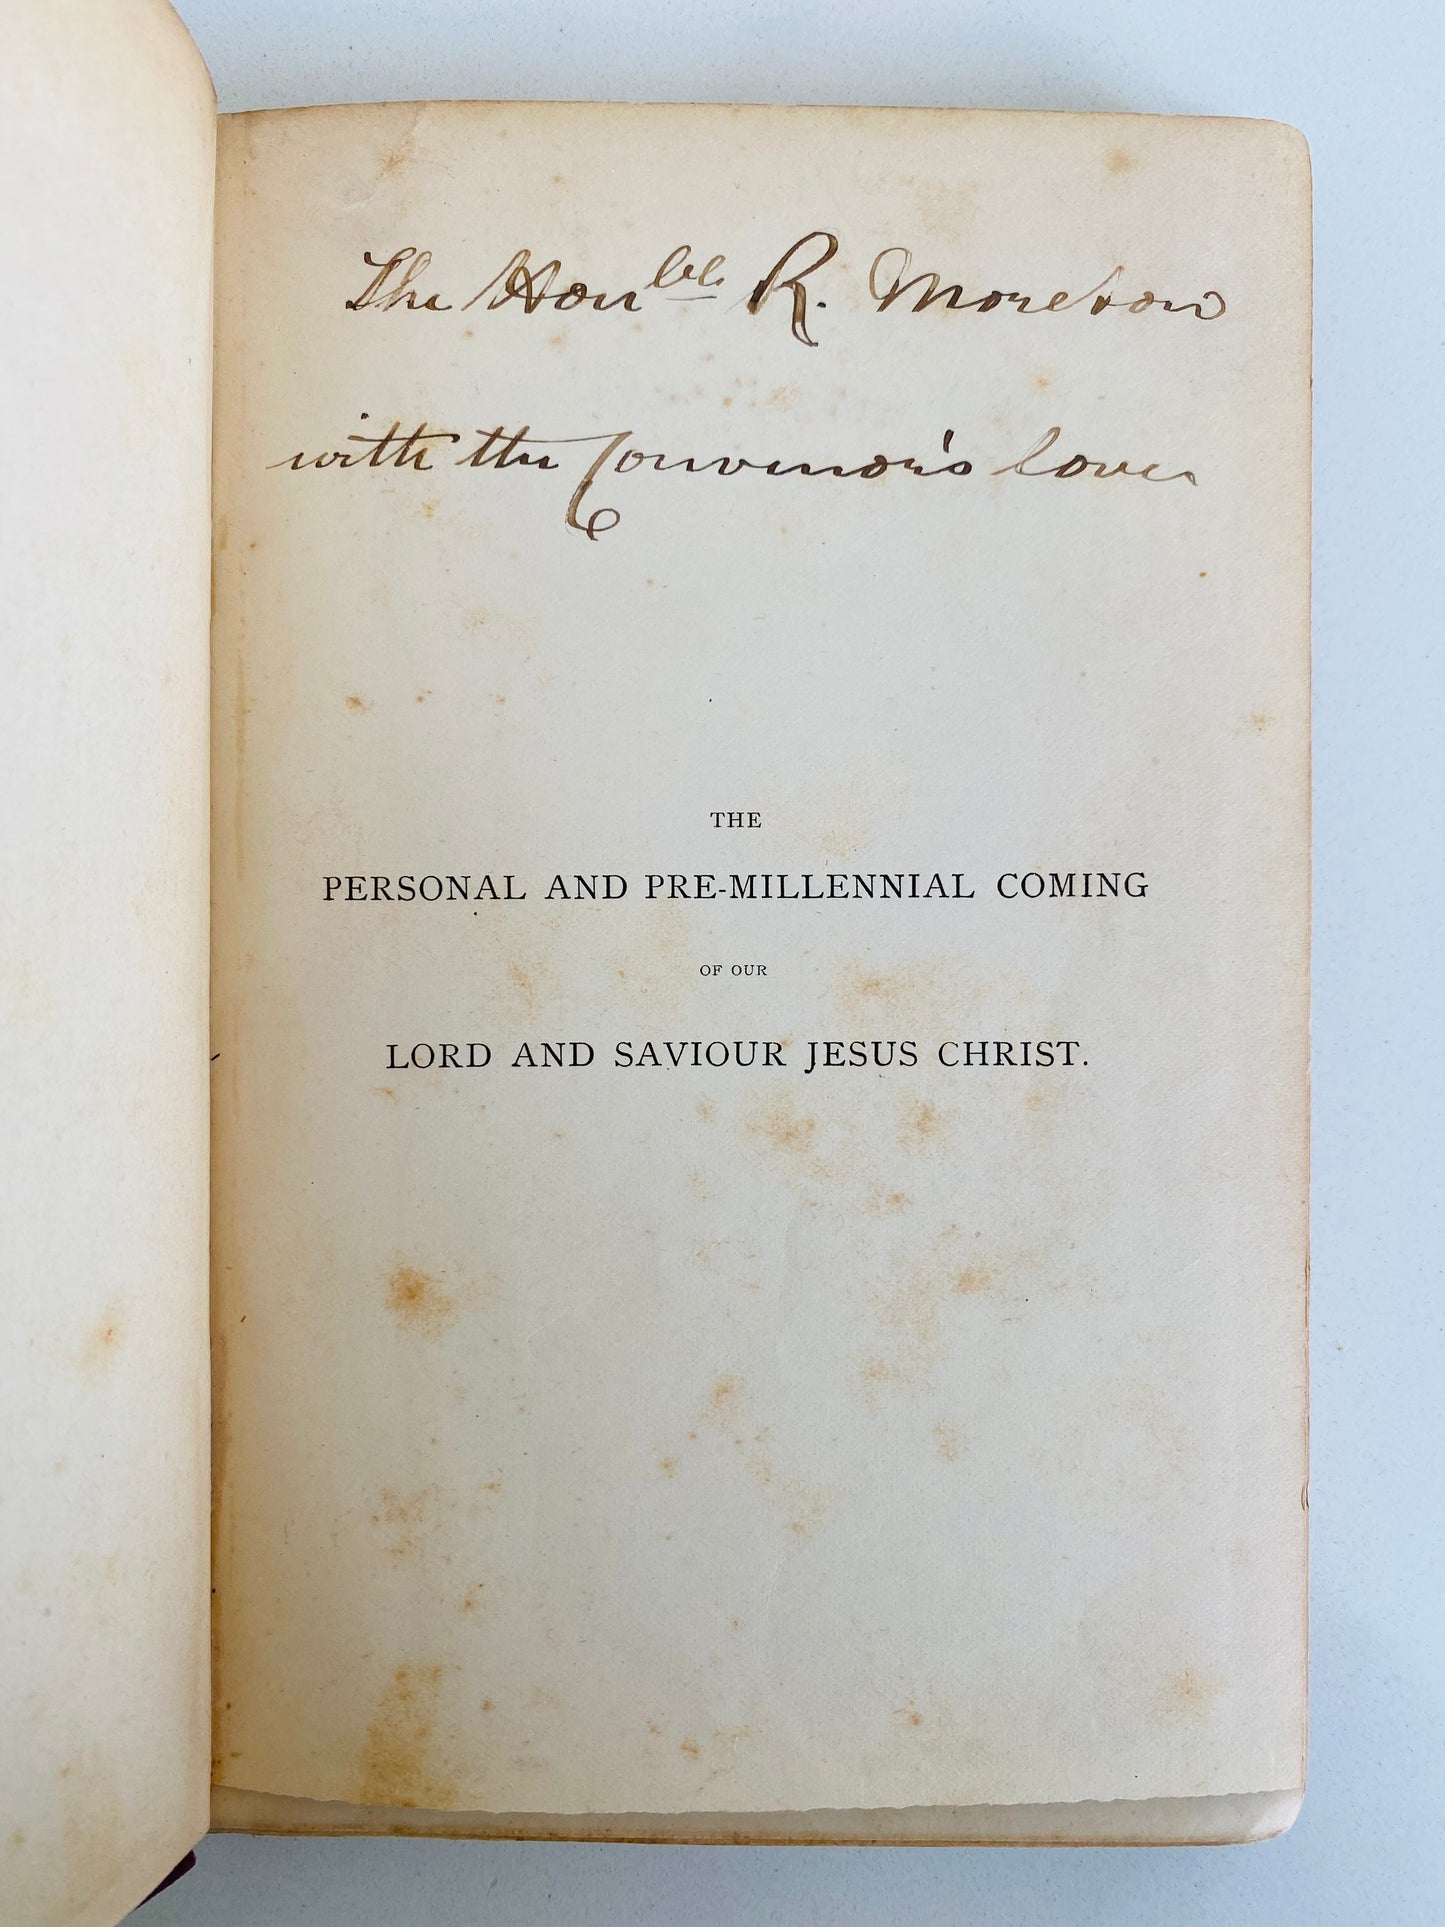 The Honble R. Moreton
with the Convenor's love
THE
PERSONAL AND PRE-MILLENNIAL COMING
OF OUR
LORD AND SAVIOUR JESUS CHRIST.